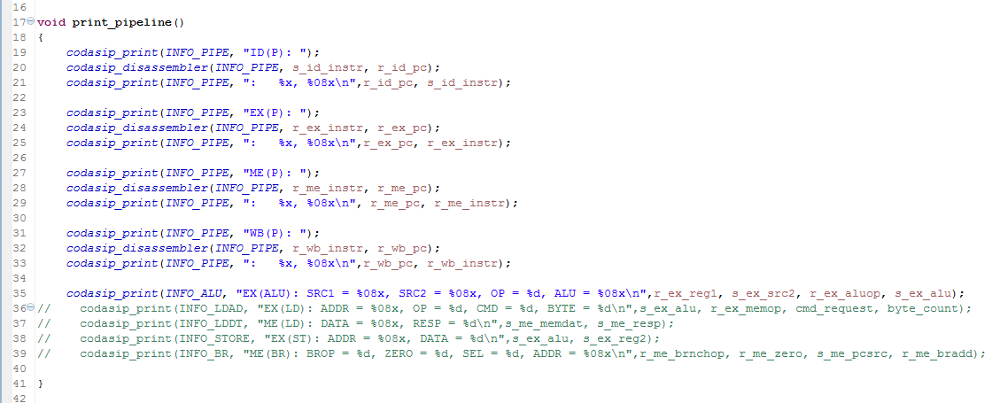 16
17 void print_pipeline()
18 {
19     codasip_print(INFO_PIPE, "ID(P): ");
20     codasip_disassembler(INFO_PIPE, s_id_instr, r_id_pc);
21     codasip_print(INFO_PIPE, ":   %x, %08x\n",r_id_pc, s_id_instr);
22
23     codasip_print(INFO_PIPE, "EX(P): ");
24     codasip_disassembler(INFO_PIPE, r_ex_instr, r_ex_pc);
25     codasip_print(INFO_PIPE, ":   %x, %08x\n",r_ex_pc, r_ex_instr);
26
27     codasip_print(INFO_PIPE, "ME(P): ");
28     codasip_disassembler(INFO_PIPE, r_me_instr, r_me_pc);
29     codasip_print(INFO_PIPE, ":   %x, %08x\n", r_me_pc, r_me_instr);
30
31     codasip_print(INFO_PIPE, "WB(P): ");
32     codasip_disassembler(INFO_PIPE, r_wb_instr, r_wb_pc);
33     codasip_print(INFO_PIPE, ":   %x, %08x\n",r_wb_pc, r_wb_instr);
34
35     codasip_print(INFO_ALU, "EX(ALU): SRC1 = %08x, SRC2 = %08x, OP = %d, ALU = %08x\n",r_ex_reg1, s_ex_src2, r_ex_aluop, s_ex_alu);
36 //    codasip_print(INFO_LDAD, "EX(LD): ADDR = %08x, OP = %d, CMD = %d, BYTE = %d\n",s_ex_alu, r_ex_memop, cmd_request, byte_count);
37 //    codasip_print(INFO_LDDT, "ME(LD): DATA = %08x, RESP = %d\n",s_me_memdat, s_me_resp);
38 //    codasip_print(INFO_STORE, "EX(ST): ADDR = %08x, DATA = %d\n",s_ex_alu, s_ex_reg2);
39 //    codasip_print(INFO_BR, "ME(BR): BROP = %d, ZERO = %d, SEL = %d, ADDR = %08x\n",r_me_brnchop, r_me_zero, s_me_pcsrc, r_me_bradd);
40
41 }
42